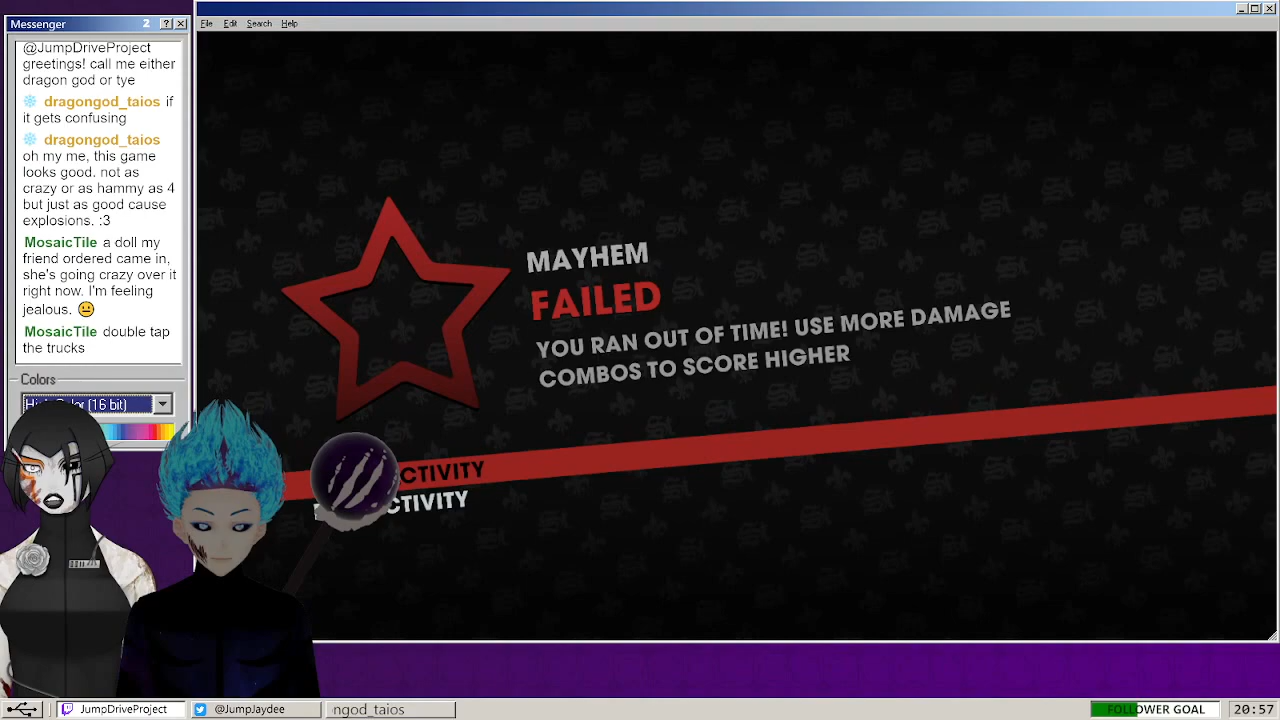 Messenger 2
@JumpDriveProject
greetings! call me either
dragon god or tye
dragongod_taios if
it gets confusing
dragongod_taios
oh my me, this game
looks good. not as
crazy or as hammy as 4
but just as good cause
explosions. :3
MosaicTile a doll my
friend ordered came in,
she's going crazy over it
right now. I'm feeling
jealous.
MosaicTile double tap
the trucks
Colors
(16 bit)
File Edit Search Help
MAYHEM
FAILED
YOU RAN OUT OF TIME! USE MORE DAMAGE
COMBOS TO SCORE HIGHER
CTIVITY
CTIVITY
JumpDriveProject
@JumpJaydee
ngod_taios
FOLLOWER GOAL
20:57